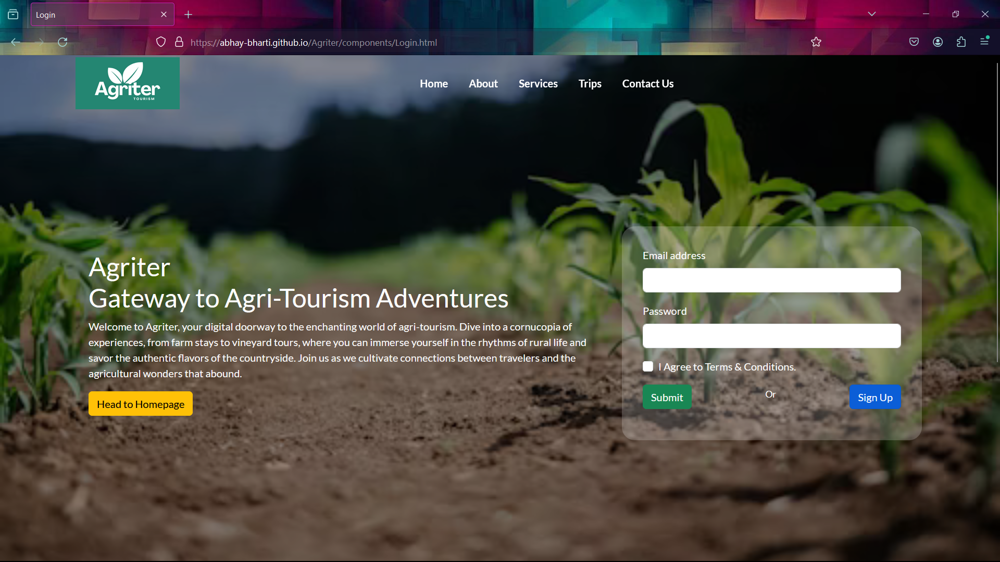 Login
https://abhay-bharti.github.io/Agriter/components/Login.html
Agriter
TOURISM
Home
About
Services
Trips
Contact Us
Agriter
Gateway to Agri-Tourism Adventures
Welcome to Agriter, your digital doorway to the enchanting world of agri-tourism. Dive into a cornucopia of
experiences, from farm stays to vineyard tours, where you can immerse yourself in the rhythms of rural life and
savor the authentic flavors of the countryside. Join us as we cultivate connections between travelers and the
agricultural wonders that abound.
Head to Homepage
Email address
Password
I Agree to Terms & Conditions.
Submit
Or
Sign Up